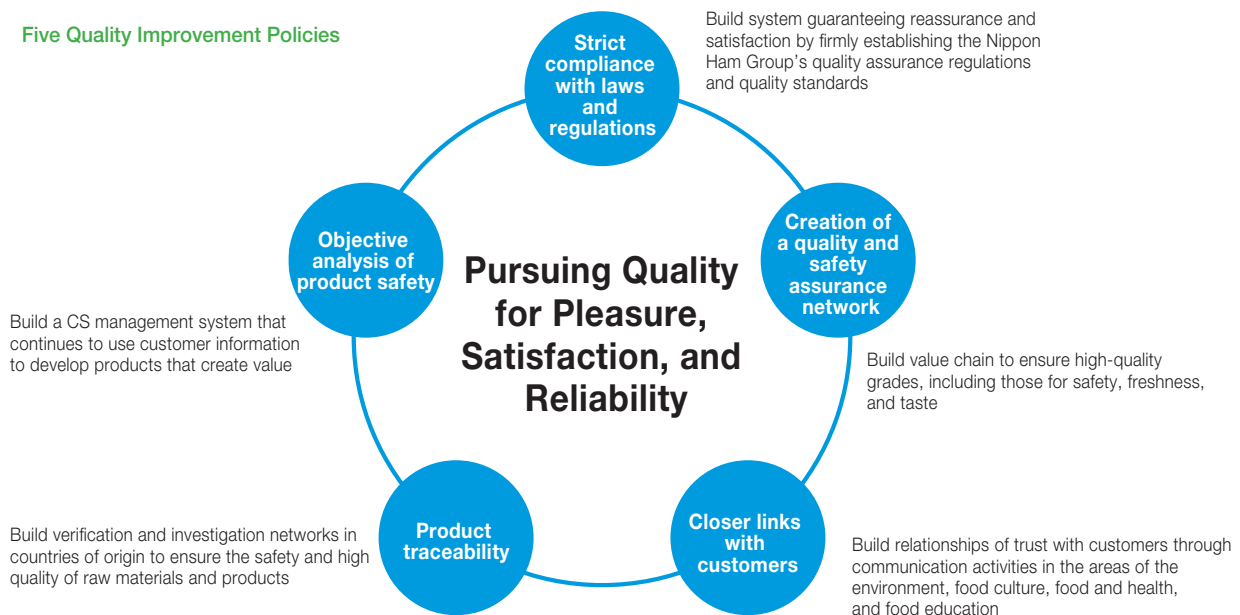 Five Quality Improvement Policies
Strict
compliance
with laws
and
regulations
Build system guaranteeing reassurance and
satisfaction by firmly establishing the Nippon
Ham Group's quality assurance regulations
and quality standards
Creation of
a quality and
safety
assurance
network
Build value chain to ensure high-quality
grades, including those for safety, freshness,
and taste
Closer links
with
customers
Build relationships of trust with customers through
communication activities in the areas of the
environment, food culture, food and health,
and food education
Product
traceability
Build verification and investigation networks in
countries of origin to ensure the safety and high
quality of raw materials and products
Objective
analysis of
product safety
Build a CS management system that
continues to use customer information
to develop products that create value
Pursuing Quality
for Pleasure,
Satisfaction, and
Reliability